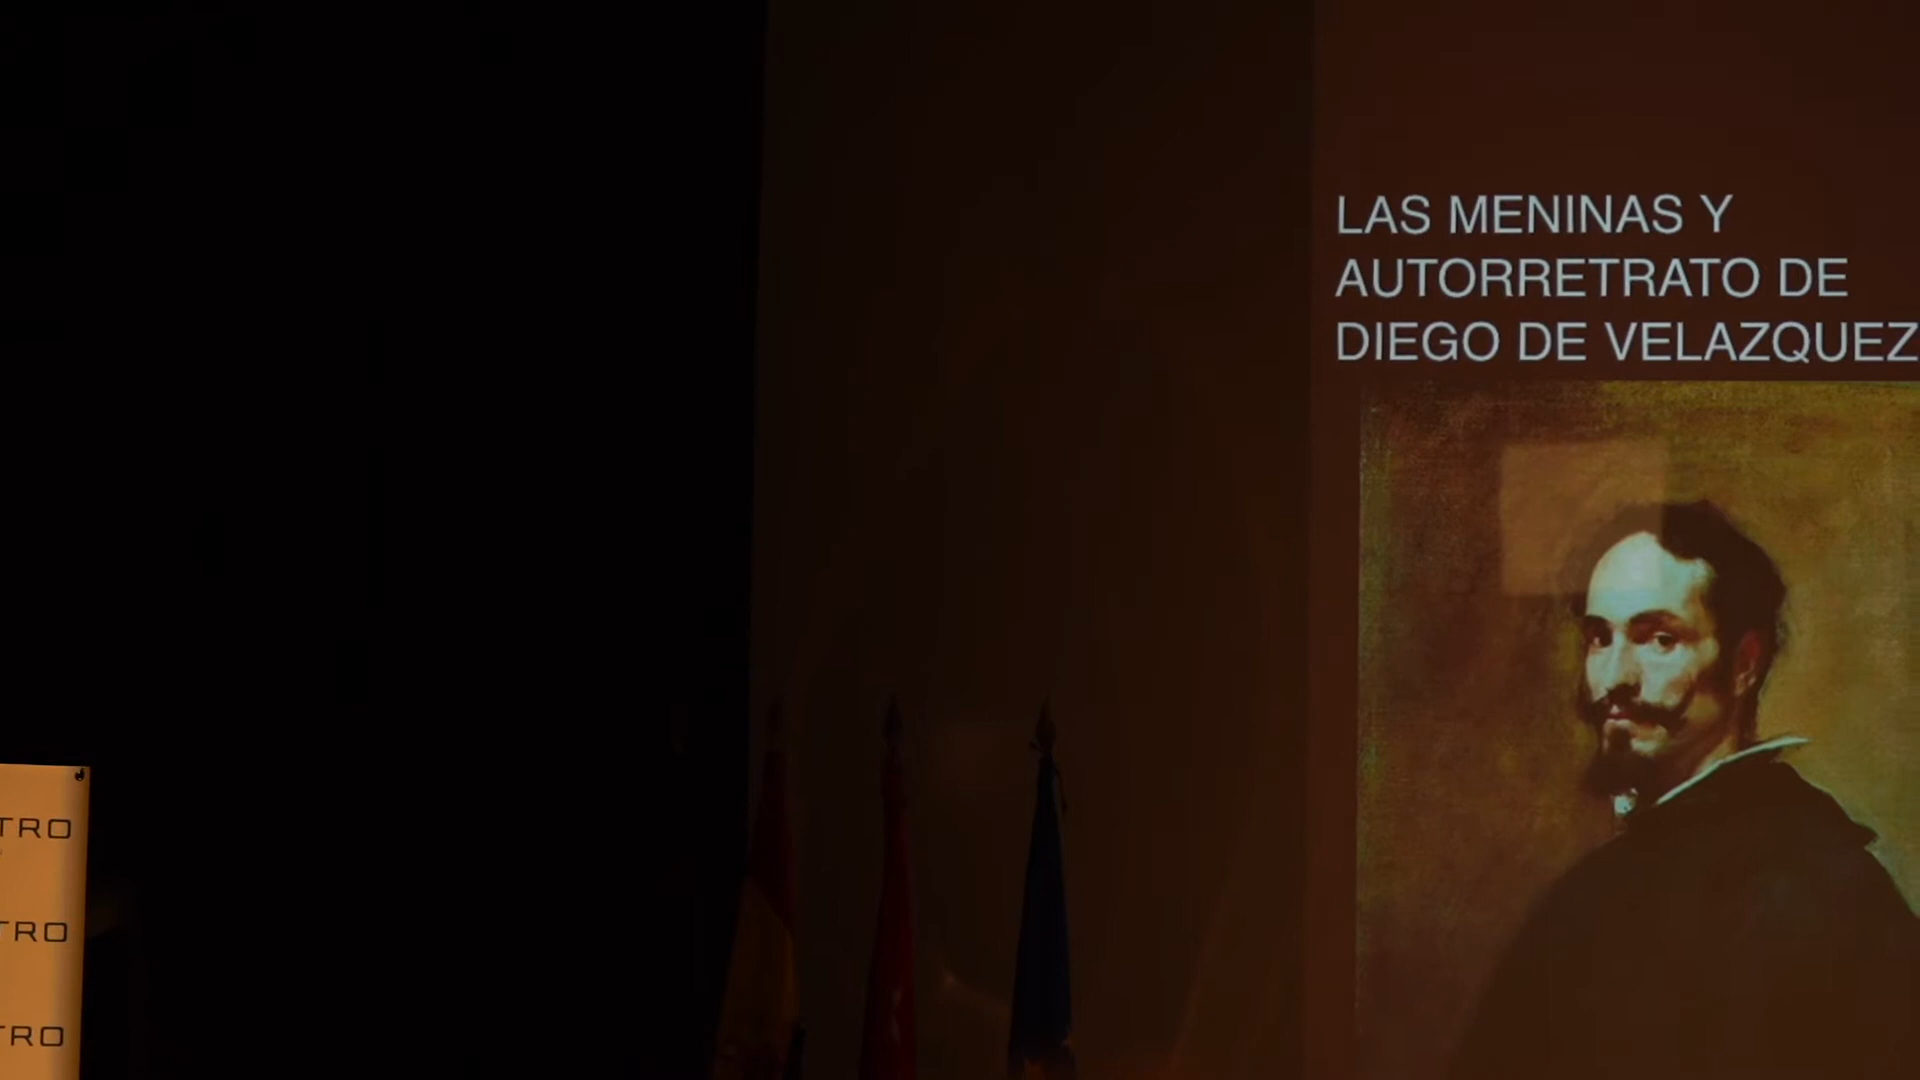 LAS MENINAS Y
AUTORRETRATO DE
DIEGO DE VELAZQUEZ
TRO
TRO
TRO